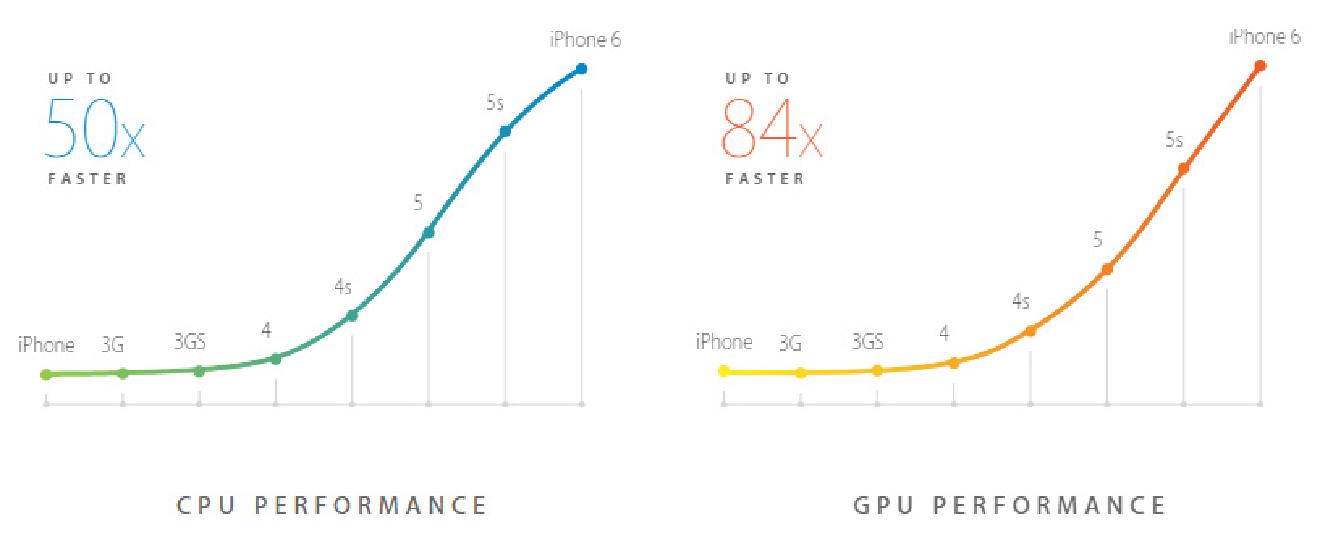 iPhone 6
UP TO
50x
FASTER
5s
5
4s
4
3GS
3G
iPhone
CPU PERFORMANCE
iPhone 6
UP TO
84x
FASTER
5s
5
4s
4
3GS
3G
iPhone
GPU PERFORMANCE